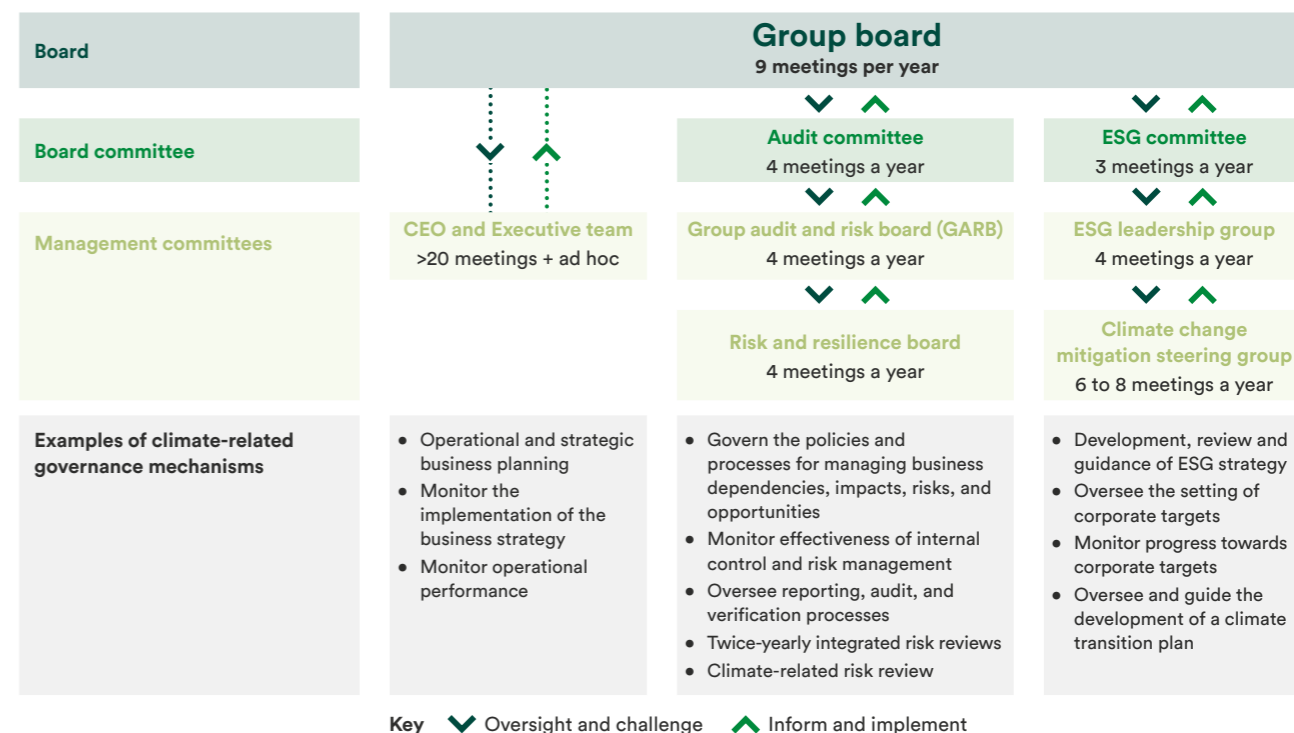 Board
Group board
9 meetings per year
Board committee
Audit committee
4 meetings a year
ESG committee
3 meetings a year
Management committees
CEO and Executive team
>20 meetings + ad hoc
Group audit and risk board (GARB)
4 meetings a year
ESG leadership group
4 meetings a year
Risk and resilience board
4 meetings a year
Climate change
mitigation steering group
6 to 8 meetings a year
Examples of climate-related
governance mechanisms
• Operational and strategic
business planning
• Monitor the
implementation of the
business strategy
• Monitor operational
performance
• Govern the policies and
processes for managing business
dependencies, impacts, risks, and
opportunities
• Monitor effectiveness of internal
control and risk management
• Oversee reporting, audit, and
verification processes
• Twice-yearly integrated risk reviews
• Climate-related risk review
• Development, review and
guidance of ESG strategy
• Oversee the setting of
corporate targets
• Monitor progress towards
corporate targets
• Oversee and guide the
development of a climate
transition plan
Key Oversight and challenge Inform and implement